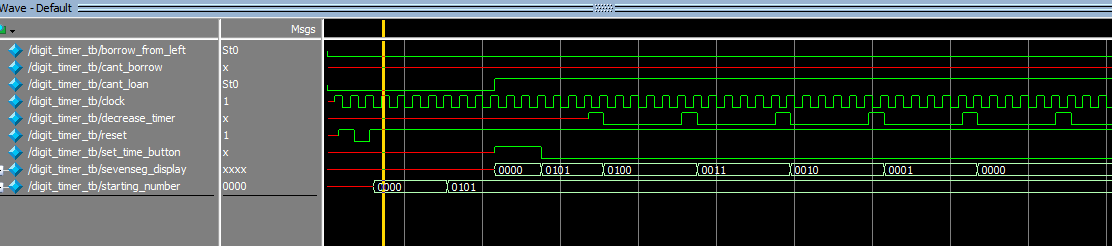 Wave - Default
Msgs
/digit_timer_tb/borrow_from_left St0
/digit_timer_tb/cant_borrow x
/digit_timer_tb/cant_loan St0
/digit_timer_tb/clock 1
/digit_timer_tb/decrease_timer x
/digit_timer_tb/reset 1
/digit_timer_tb/set_time_button x
/digit_timer_tb/sevenseg_display xxxx 0000 0101 0100 0011 0010 0001 0000
/digit_timer_tb/starting_number 0000 0000 0101